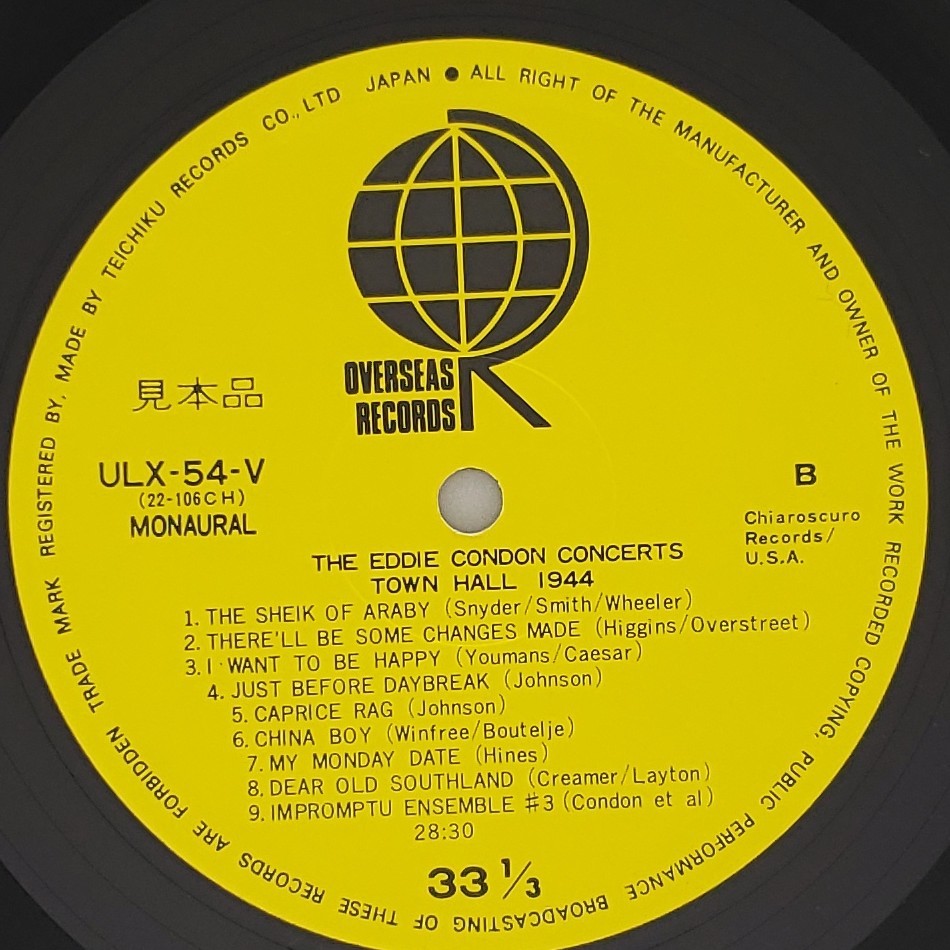 TRADE MARK REGISTERED BY, MADE BY TEICHIKU RECORDS CO., LTD JAPAN ● ALL RIGHT OF THE MANUFACTURER AND OWNER OF THE WORK RECORDED COPYING, PUBLIC PERFORMANCE BROADCASTING OF THESE RECORDS ARE FORBIDDEN
OVERSEAS
RECORDS
見本品
ULX-54-V
(22-106CH)
MONAURAL
B
Chiaroscuro
Records/
U.S.A.
THE EDDIE CONDON CONCERTS
TOWN HALL 1944
1. THE SHEIK OF ARABY (Snyder/Smith/Wheeler)
2. THERE'LL BE SOME CHANGES MADE (Higgins/Overstreet)
3. I WANT TO BE HAPPY (Youmans/Caesar)
4. JUST BEFORE DAYBREAK (Johnson)
5. CAPRICE RAG (Johnson)
6. CHINA BOY (Winfree/Boutelje)
7. MY MONDAY DATE (Hines)
8. DEAR OLD SOUTHLAND (Creamer/Layton)
9. IMPROMPTU ENSEMBLE #3 (Condon et al)
28:30
33 1/3